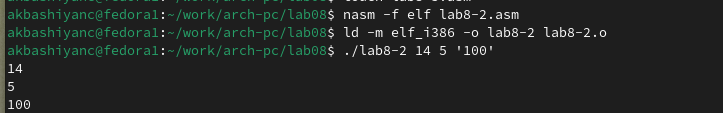 akbashiyanc@fedora1:~/work/arch-pc/lab08$ nasm -f elf lab8-2.asm
akbashiyanc@fedora1:~/work/arch-pc/lab08$ ld -m elf_i386 -o lab8-2 lab8-2.o
akbashiyanc@fedora1:~/work/arch-pc/lab08$ ./lab8-2 14 5 '100'
14
5
100